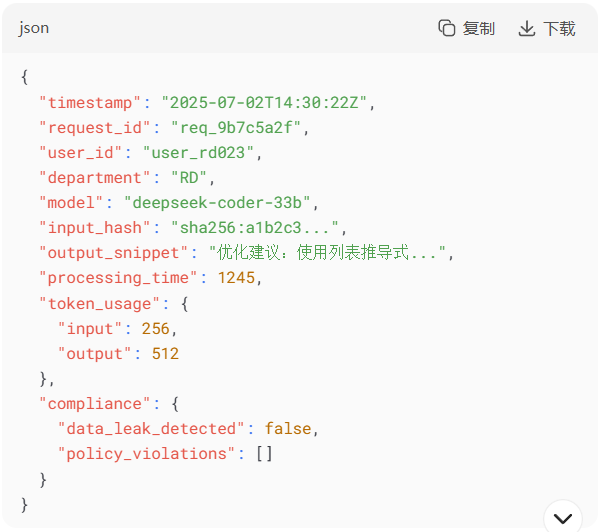 json 复制 下载
{
  "timestamp": "2025-07-02T14:30:22Z",
  "request_id": "req_9b7c5a2f",
  "user_id": "user_rd023",
  "department": "RD",
  "model": "deepseek-coder-33b",
  "input_hash": "sha256:a1b2c3...",
  "output_snippet": "优化建议：使用列表推导式...",
  "processing_time": 1245,
  "token_usage": {
    "input": 256,
    "output": 512
  },
  "compliance": {
    "data_leak_detected": false,
    "policy_violations": []
  }
}